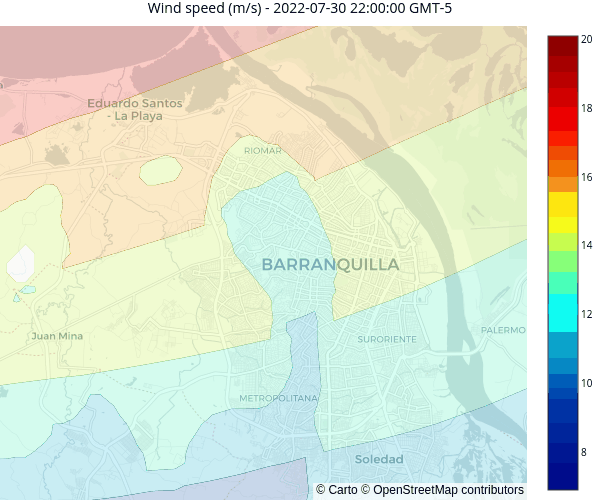 Wind speed (m/s) - 2022-07-30 22:00:00 GMT-5
20
18
16
14
12
10
8
Eduardo Santos
- La Playa
RIOMAR
BARRANQUILLA
Juan Mina
SURORIENTE
PALERMO
METROPOLITANA
Soledad
© Carto © OpenStreetMap contributors